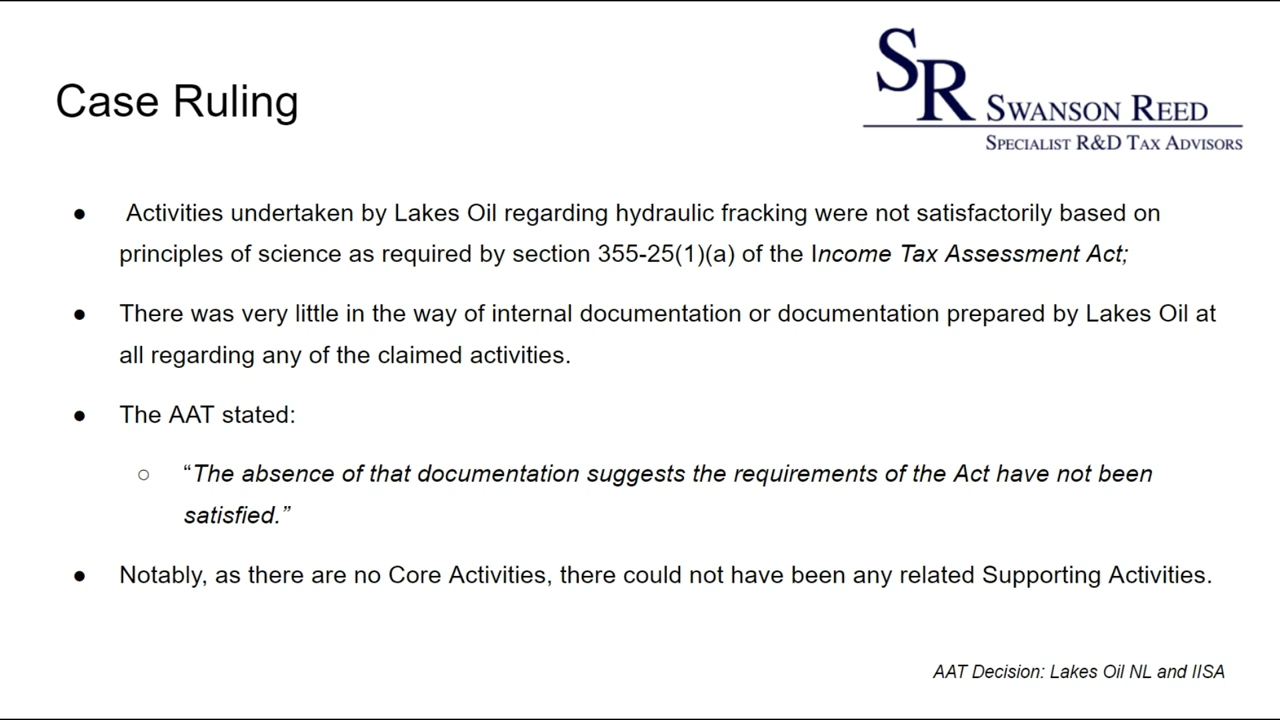 SR SWANSON REED
SPECIALIST R&D TAX ADVISORS
Case Ruling
● Activities undertaken by Lakes Oil regarding hydraulic fracking were not satisfactorily based on
principles of science as required by section 355-25(1)(a) of the Income Tax Assessment Act;
● There was very little in the way of internal documentation or documentation prepared by Lakes Oil at
all regarding any of the claimed activities.
● The AAT stated:
○ “The absence of that documentation suggests the requirements of the Act have not been
satisfied.”
● Notably, as there are no Core Activities, there could not have been any related Supporting Activities.
AAT Decision: Lakes Oil NL and IISA